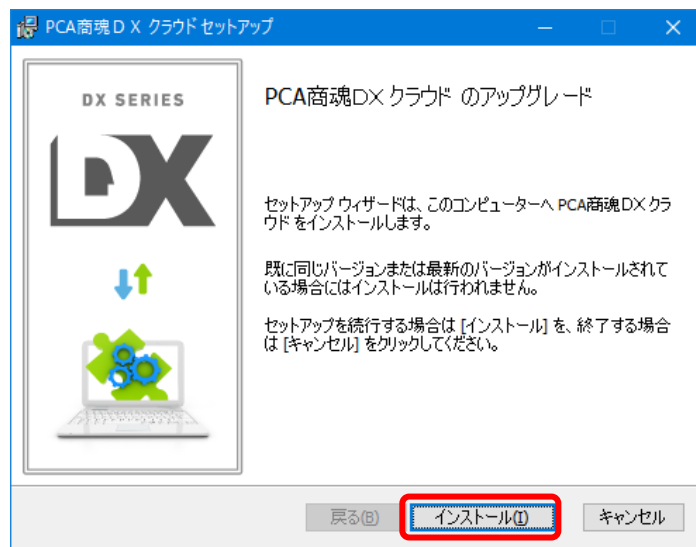 PCA商魂ＤＸ クラウド セットアップ
DX SERIES
DX
PCA商魂DX クラウド のアップグレード
セットアップ ウィザードは、このコンピューターへ PCA商魂DX クラ
ウド をインストールします。
既に同じバージョンまたは最新のバージョンがインストールされて
いる場合にはインストールは行われません。
セットアップを続行する場合は [インストール] を、終了する場合
は [キャンセル] をクリックしてください。
戻る(B)
インストール(I)
キャンセル